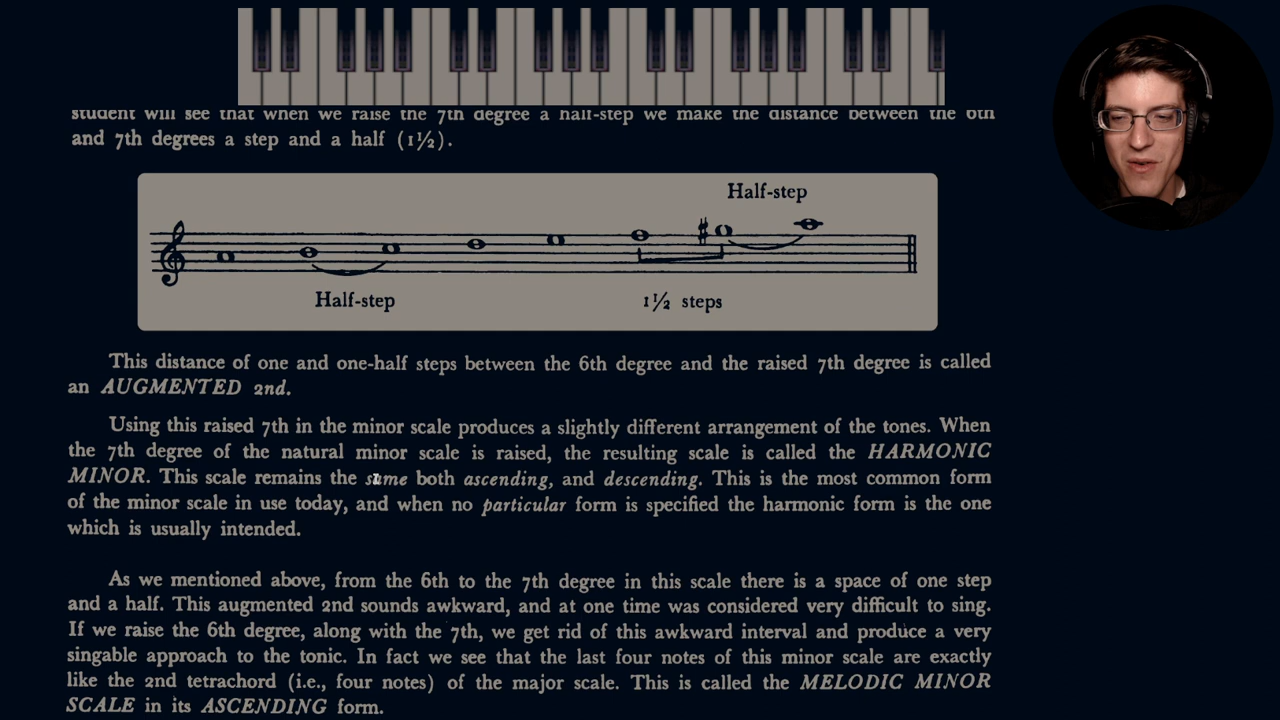 student will see that when we raise the 7th degree a half-step we make the distance between the 6th
and 7th degrees a step and a half (1½).
Half-step
♯
Half-step
1½ steps
This distance of one and one-half steps between the 6th degree and the raised 7th degree is called
an AUGMENTED 2nd.
Using this raised 7th in the minor scale produces a slightly different arrangement of the tones. When
the 7th degree of the natural minor scale is raised, the resulting scale is called the HARMONIC
MINOR. This scale remains the same both ascending, and descending. This is the most common form
of the minor scale in use today, and when no particular form is specified the harmonic form is the one
which is usually intended.
As we mentioned above, from the 6th to the 7th degree in this scale there is a space of one step
and a half. This augmented 2nd sounds awkward, and at one time was considered very difficult to sing.
If we raise the 6th degree, along with the 7th, we get rid of this awkward interval and produce a very
singable approach to the tonic. In fact we see that the last four notes of this minor scale are exactly
like the 2nd tetrachord (i.e., four notes) of the major scale. This is called the MELODIC MINOR
SCALE in its ASCENDING form.